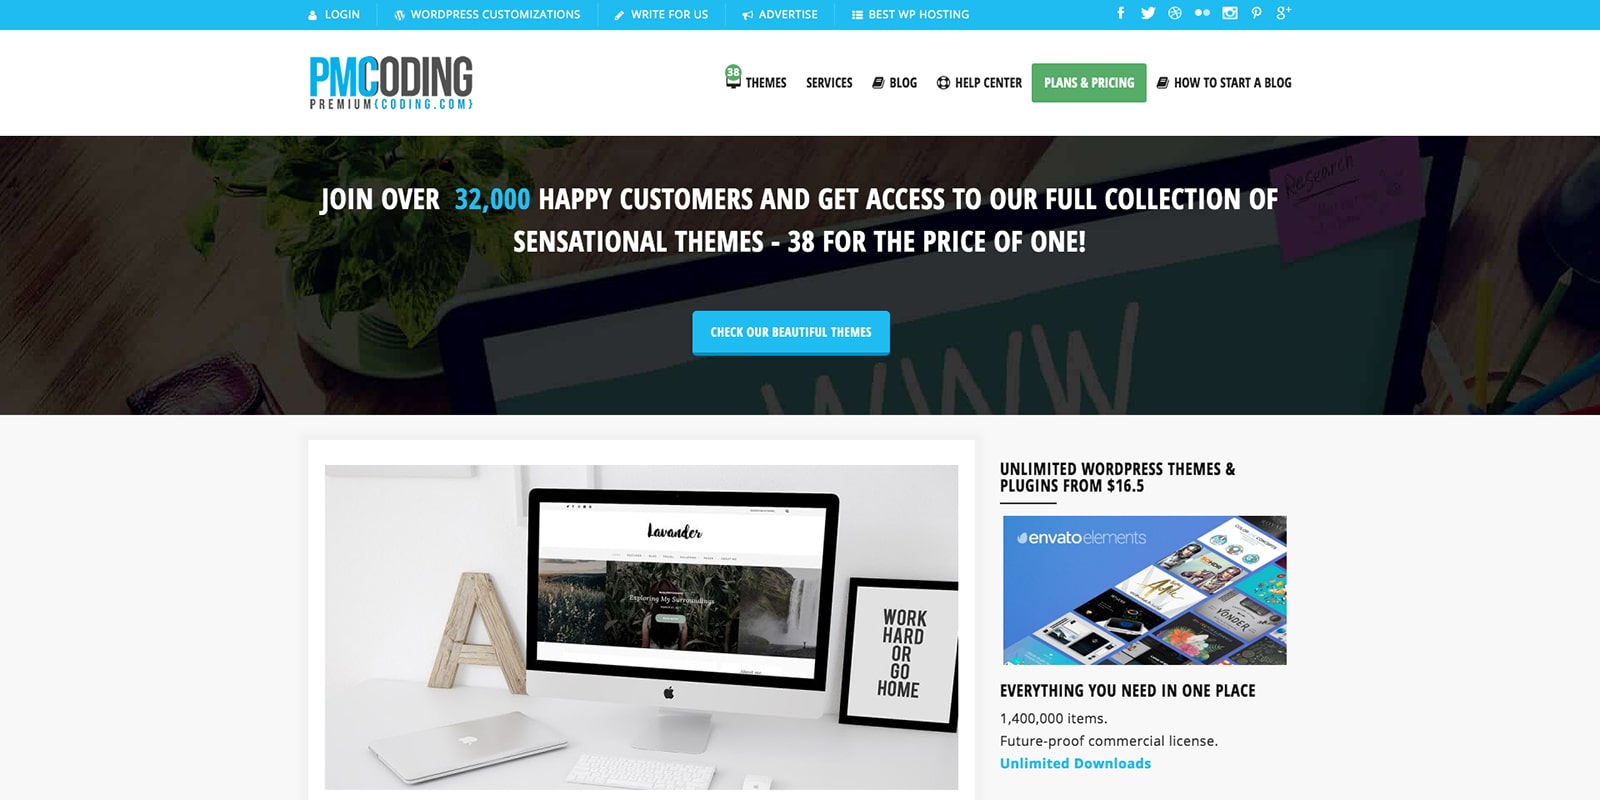 LOGIN
WORDPRESS CUSTOMIZATIONS
WRITE FOR US
ADVERTISE
BEST WP HOSTING
PMCODING
PREMIUM{CODING.COM}
38
THEMES
SERVICES
BLOG
HELP CENTER
PLANS & PRICING
HOW TO START A BLOG
JOIN OVER 32,000 HAPPY CUSTOMERS AND GET ACCESS TO OUR FULL COLLECTION OF
SENSATIONAL THEMES - 38 FOR THE PRICE OF ONE!
Research
CHECK OUR BEAUTIFUL THEMES
WWW
Lavander
Exploring My Surroundings
A
WORK
HARD
OR
GO
HOME
UNLIMITED WORDPRESS THEMES &
PLUGINS FROM $16.5
envatoelements
VONDER
EVERYTHING YOU NEED IN ONE PLACE
1,400,000 items.
Future-proof commercial license.
Unlimited Downloads